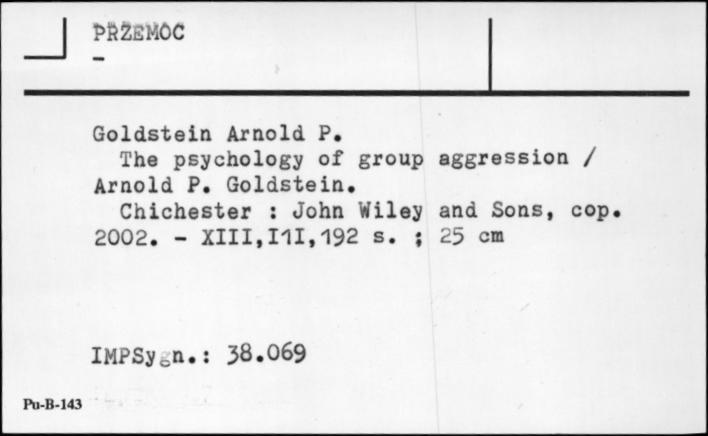 PRZEMOC
-
Goldstein Arnold P.
The psychology of group aggression /
Arnold P. Goldstein.
Chichester : John Wiley and Sons, cop.
2002. - XIII,I1I,192 s. ; 25 cm
IMPSygn.: 38.069
Pu-B-143